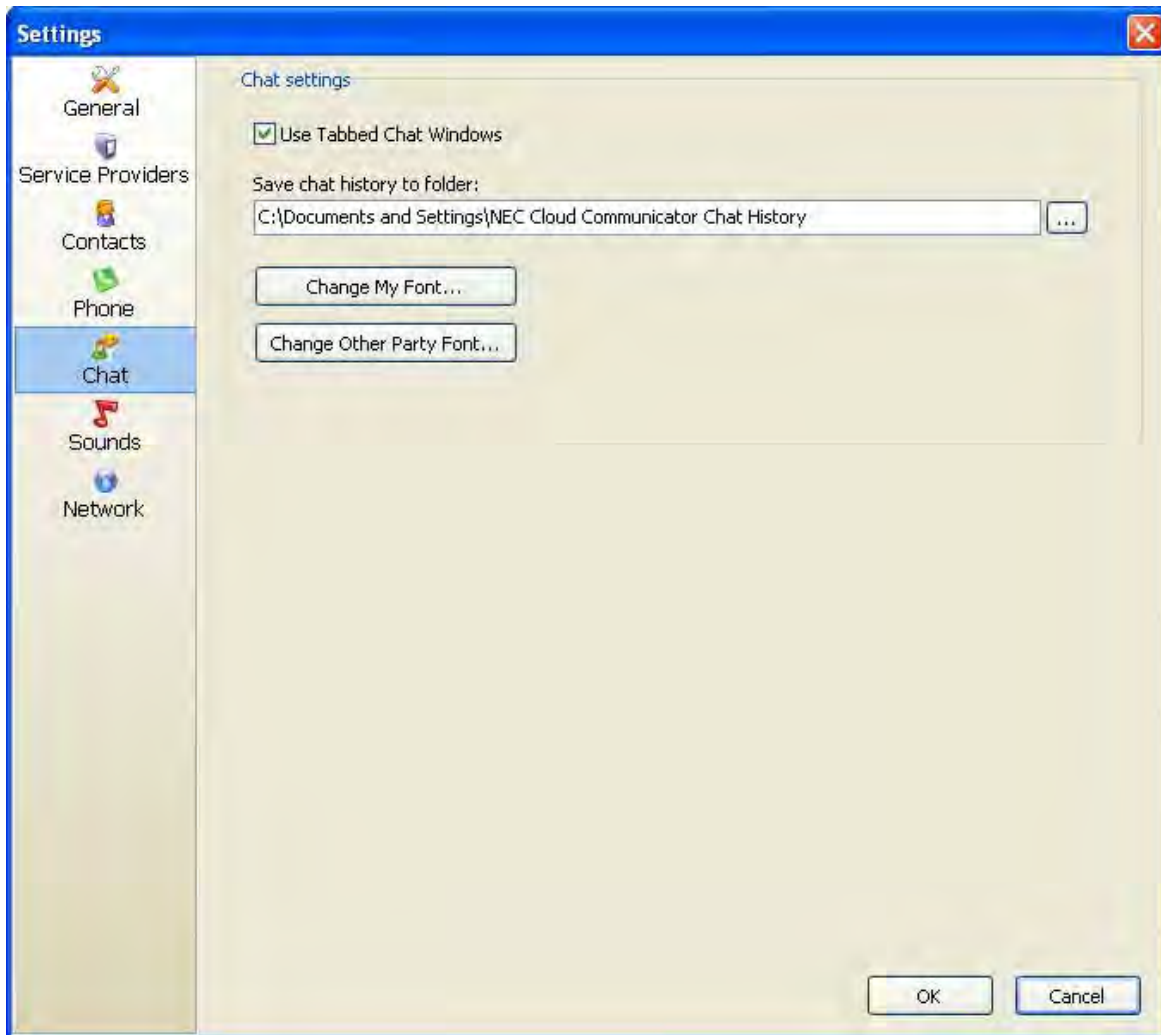 Settings
General
Service Providers
Contacts
Phone
Chat
Sounds
Network
Chat settings
Use Tabbed Chat Windows
Save chat history to folder:
C:\Documents and Settings\NEC Cloud Communicator Chat History
...
Change My Font...
Change Other Party Font...
OK
Cancel